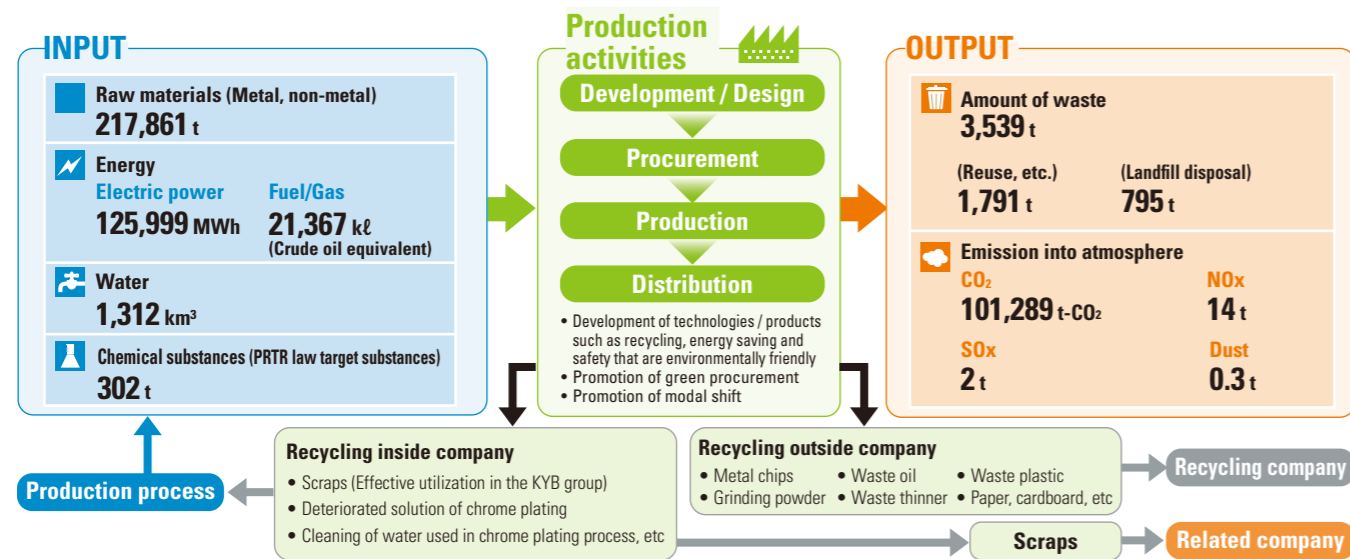 INPUT
Raw materials (Metal, non-metal)
217,861 t
Energy
Electric power
125,999 MWh
Fuel/Gas
21,367 kℓ
(Crude oil equivalent)
Water
1,312 km³
Chemical substances (PRTR law target substances)
302 t
Production
activities
Development / Design
Procurement
Production
Distribution
• Development of technologies / products
such as recycling, energy saving and
safety that are environmentally friendly
• Promotion of green procurement
• Promotion of modal shift
OUTPUT
Amount of waste
3,539 t
(Reuse, etc.)
1,791 t
(Landfill disposal)
795 t
Emission into atmosphere
CO₂
101,289 t-CO₂
NOx
14 t
SOx
2 t
Dust
0.3 t
Production process
Recycling inside company
• Scraps (Effective utilization in the KYB group)
• Deteriorated solution of chrome plating
• Cleaning of water used in chrome plating process, etc
Recycling outside company
• Metal chips
• Waste oil
• Waste plastic
• Grinding powder
• Waste thinner
• Paper, cardboard, etc
Recycling company
Scraps
Related company